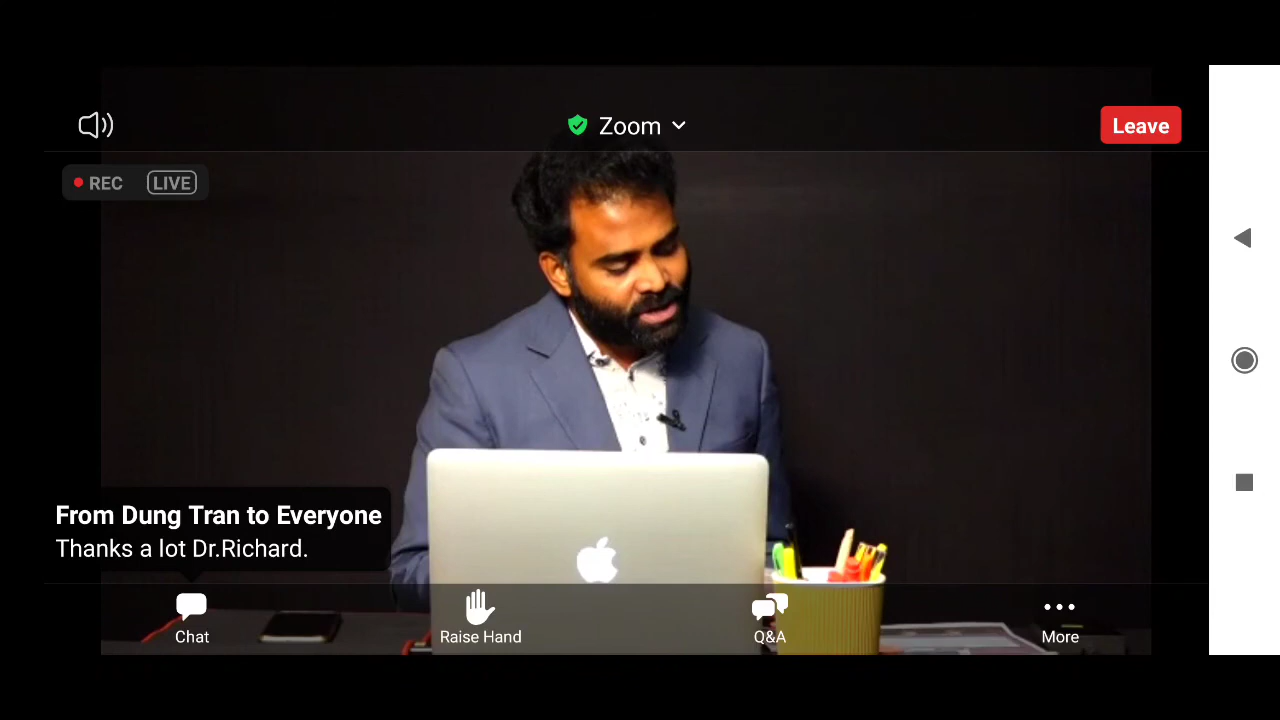 Zoom
Leave
REC LIVE
From Dung Tran to Everyone
Thanks a lot Dr.Richard.
Chat
Raise Hand
Q&A
More